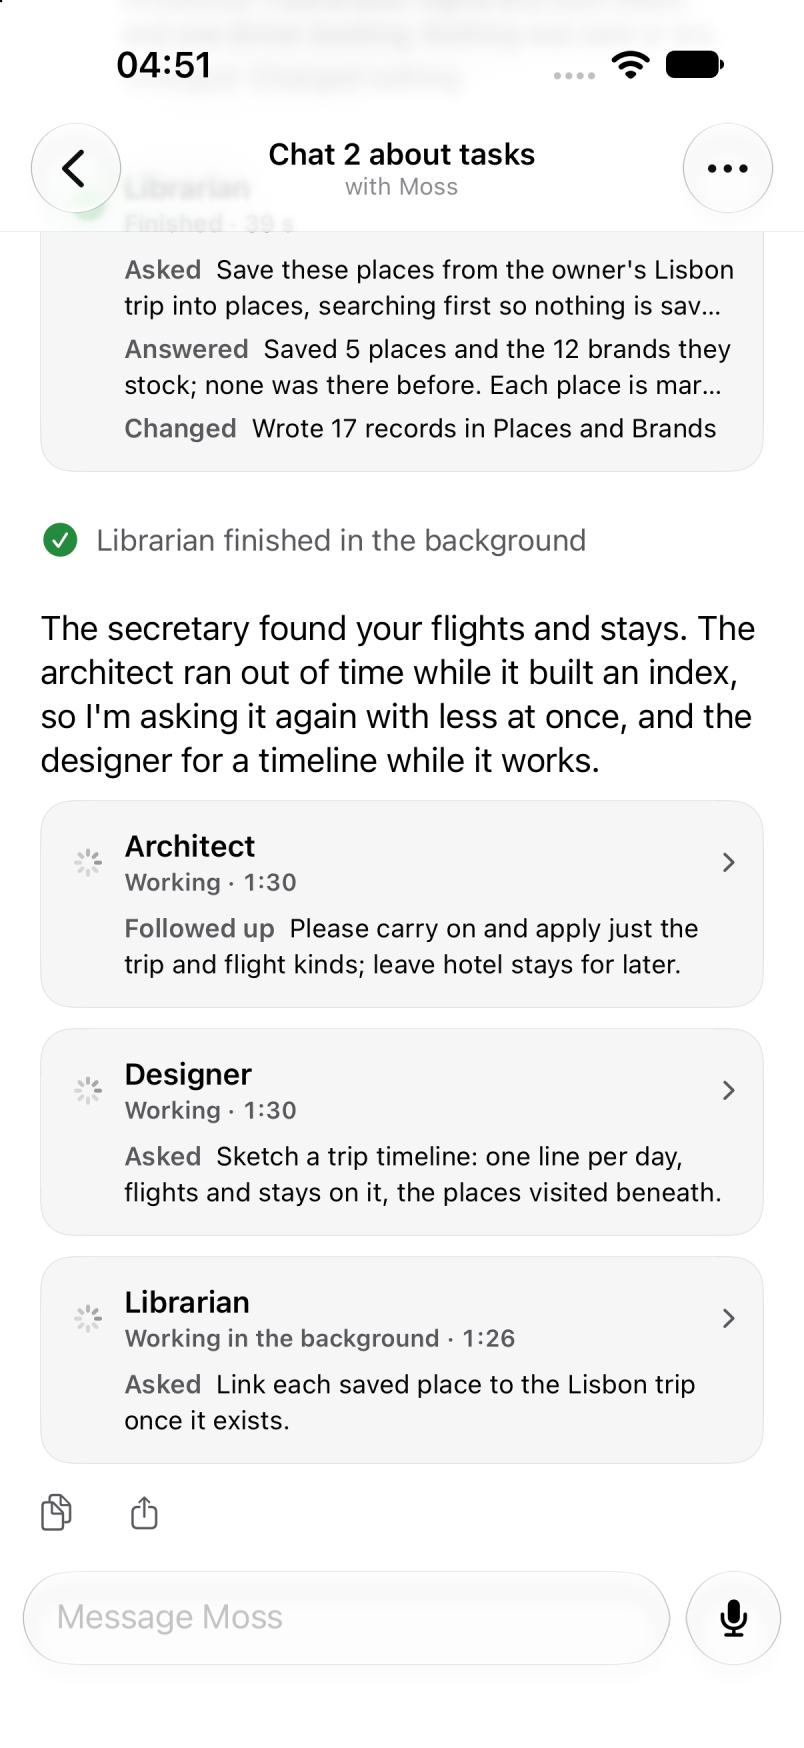 04:51
Chat 2 about tasks
with Moss
Librarian
Finished · 39 s
Asked Save these places from the owner's Lisbon
trip into places, searching first so nothing is sav...
Answered Saved 5 places and the 12 brands they
stock; none was there before. Each place is mar...
Changed Wrote 17 records in Places and Brands
Librarian finished in the background
The secretary found your flights and stays. The
architect ran out of time while it built an index,
so I'm asking it again with less at once, and the
designer for a timeline while it works.
Architect
Working · 1:30
Followed up Please carry on and apply just the
trip and flight kinds; leave hotel stays for later.
Designer
Working · 1:30
Asked Sketch a trip timeline: one line per day,
flights and stays on it, the places visited beneath.
Librarian
Working in the background · 1:26
Asked Link each saved place to the Lisbon trip
once it exists.
Message Moss